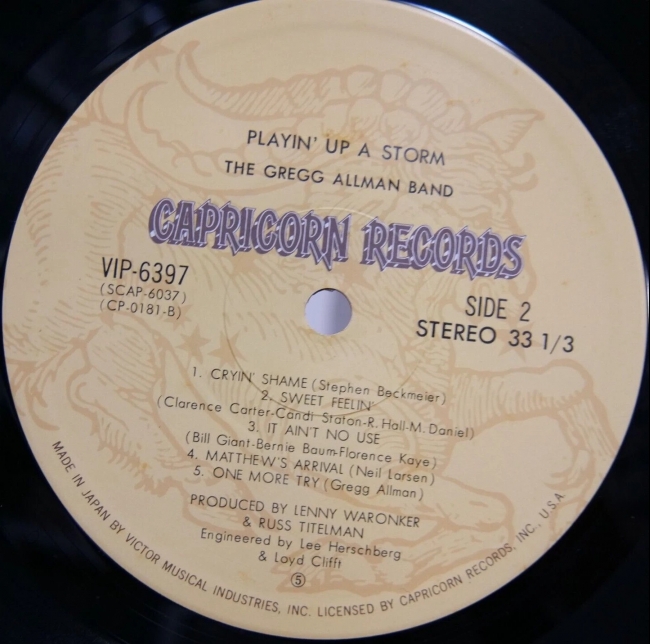 PLAYIN' UP A STORM
THE GREGG ALLMAN BAND
CAPRICORN RECORDS
VIP-6397
(SCAP-6037)
(CP-0181-B)
SIDE 2
STEREO 33 1/3
1. CRYIN' SHAME (Stephen Beckmeier)
2. SWEET FEELIN'
(Clarence Carter-Candi Staton-R. Hall-M. Daniel)
3. IT AIN'T NO USE
(Bill Giant-Bernie Baum-Florence Kaye)
4. MATTHEW'S ARRIVAL (Neil Larsen)
5. ONE MORE TRY (Gregg Allman)
PRODUCED BY LENNY WARONKER
& RUSS TITELMAN
Engineered by Lee Herschberg
& Loyd Clifft
⑤
MADE IN JAPAN BY VICTOR MUSICAL INDUSTRIES, INC. LICENSED BY CAPRICORN RECORDS, INC., U.S.A.